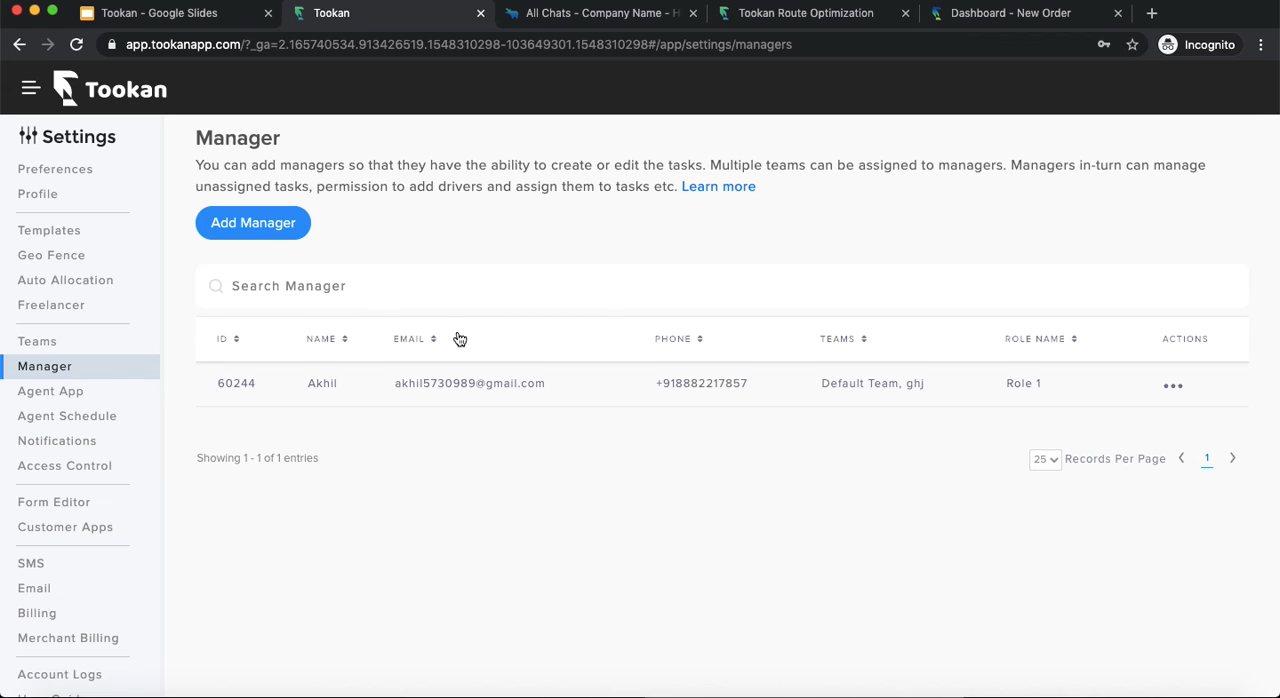 Tookan - Google Slides
Tookan
All Chats - Company Name -
Tookan Route Optimization
Dashboard - New Order
app.tookanapp.com/?_ga=2.165740534.913426519.1548310298-103649301.1548310298#/app/settings/managers
Incognito
Tookan
Settings
Preferences
Profile
Templates
Geo Fence
Auto Allocation
Freelancer
Teams
Manager
Agent App
Agent Schedule
Notifications
Access Control
Form Editor
Customer Apps
SMS
Email
Billing
Merchant Billing
Account Logs
Manager
You can add managers so that they have the ability to create or edit the tasks. Multiple teams can be assigned to managers. Managers in-turn can manage
unassigned tasks, permission to add drivers and assign them to tasks etc. Learn more
Add Manager
Search Manager
ID NAME EMAIL PHONE TEAMS ROLE NAME ACTIONS
60244 Akhil akhil5730989@gmail.com +918882217857 Default Team, ghj Role 1
Showing 1 - 1 of 1 entries
25 Records Per Page 1